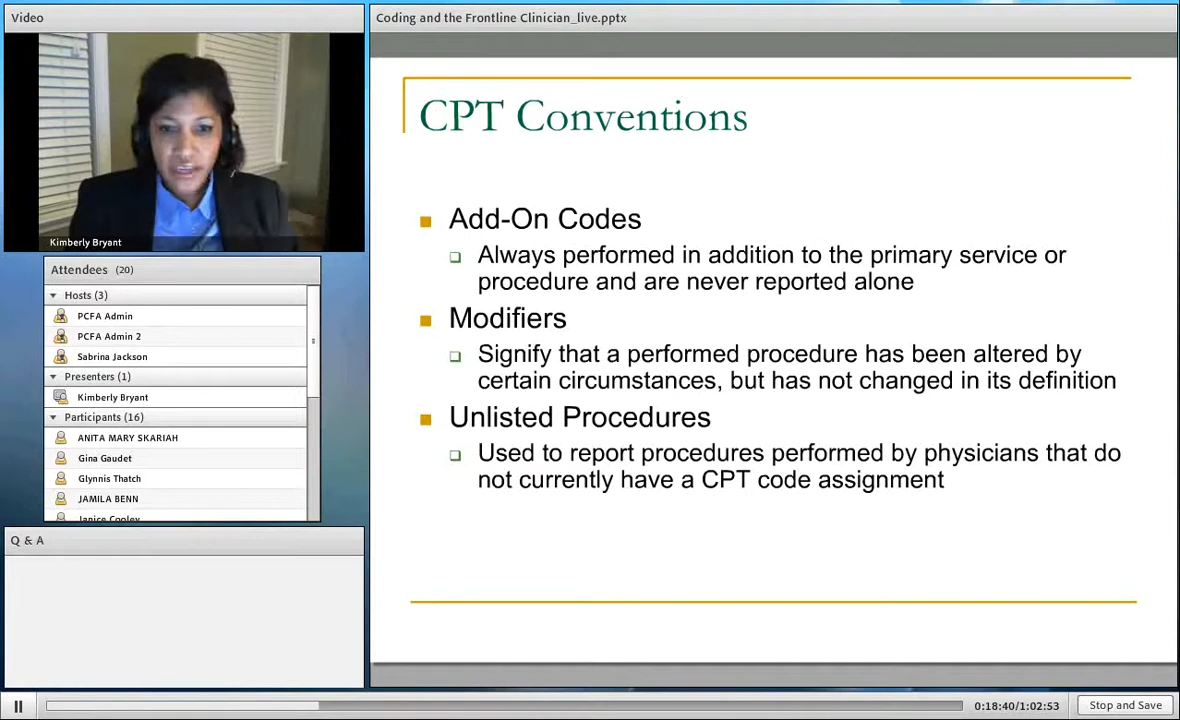 Video
Kimberly Bryant
Attendees (20)
Hosts (3)
PCFA Admin
PCFA Admin 2
Sabrina Jackson
Presenters (1)
Kimberly Bryant
Participants (16)
ANITA MARY SKARIAH
Gina Gaudet
Glynnis Thatch
JAMILA BENN
Janice Cooley
Q & A
Coding and the Frontline Clinician_live.pptx
CPT Conventions
Add-On Codes
Always performed in addition to the primary service or
procedure and are never reported alone
Modifiers
Signify that a performed procedure has been altered by
certain circumstances, but has not changed in its definition
Unlisted Procedures
Used to report procedures performed by physicians that do
not currently have a CPT code assignment
0:18:40/1:02:53
Stop and Save